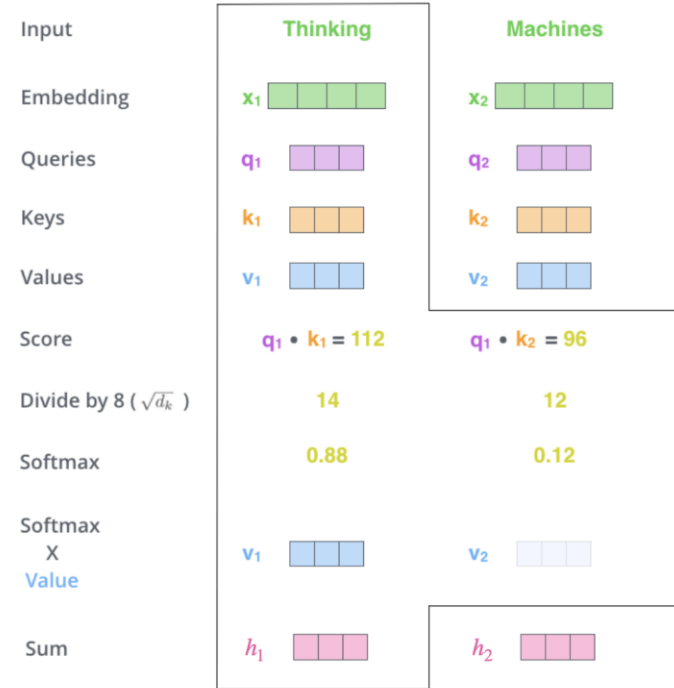 Input Thinking Machines
Embedding x₁ x₂
Queries q₁ q₂
Keys k₁ k₂
Values v₁ v₂
Score q₁ • k₁ = 112 q₁ • k₂ = 96
Divide by 8 ( √dₖ ) 14 12
Softmax 0.88 0.12
Softmax
X
Value
v₁ v₂
Sum h₁ h₂